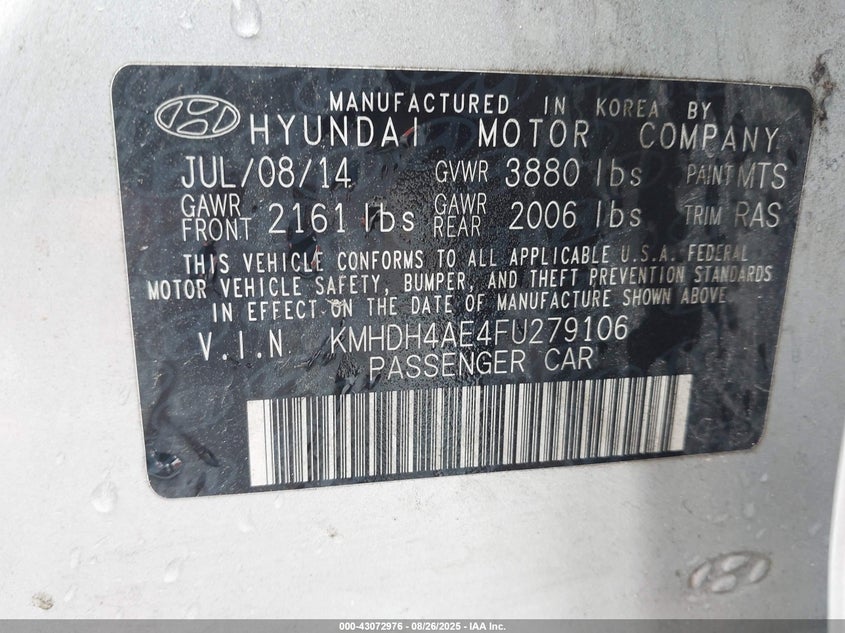 MANUFACTURED IN KOREA BY
HYUNDAI MOTOR COMPANY
JUL/08/14 GVWR 3880 lbs PAINT MTS
GAWR FRONT 2161 lbs GAWR REAR 2006 lbs TRIM RAS
THIS VEHICLE CONFORMS TO ALL APPLICABLE U.S.A. FEDERAL
MOTOR VEHICLE SAFETY, BUMPER, AND THEFT PREVENTION STANDARDS
IN EFFECT ON THE DATE OF MANUFACTURE SHOWN ABOVE.
V.I.N KMHDH4AE4FU279106
PASSENGER CAR
000-43072976 - 08/26/2025 - IAA Inc.